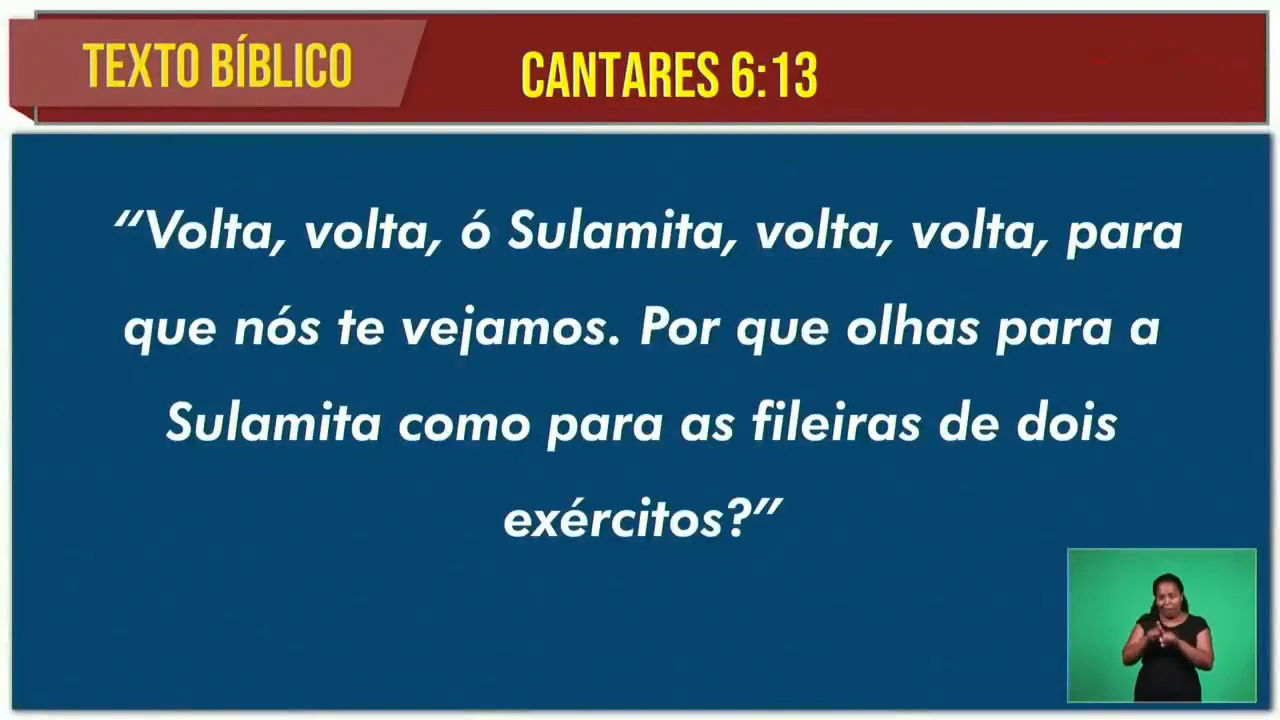 TEXTO BÍBLICO
CANTARES 6:13
“Volta, volta, ó Sulamita, volta, volta, para
que nós te vejamos. Por que olhas para a
Sulamita como para as fileiras de dois
exércitos?”